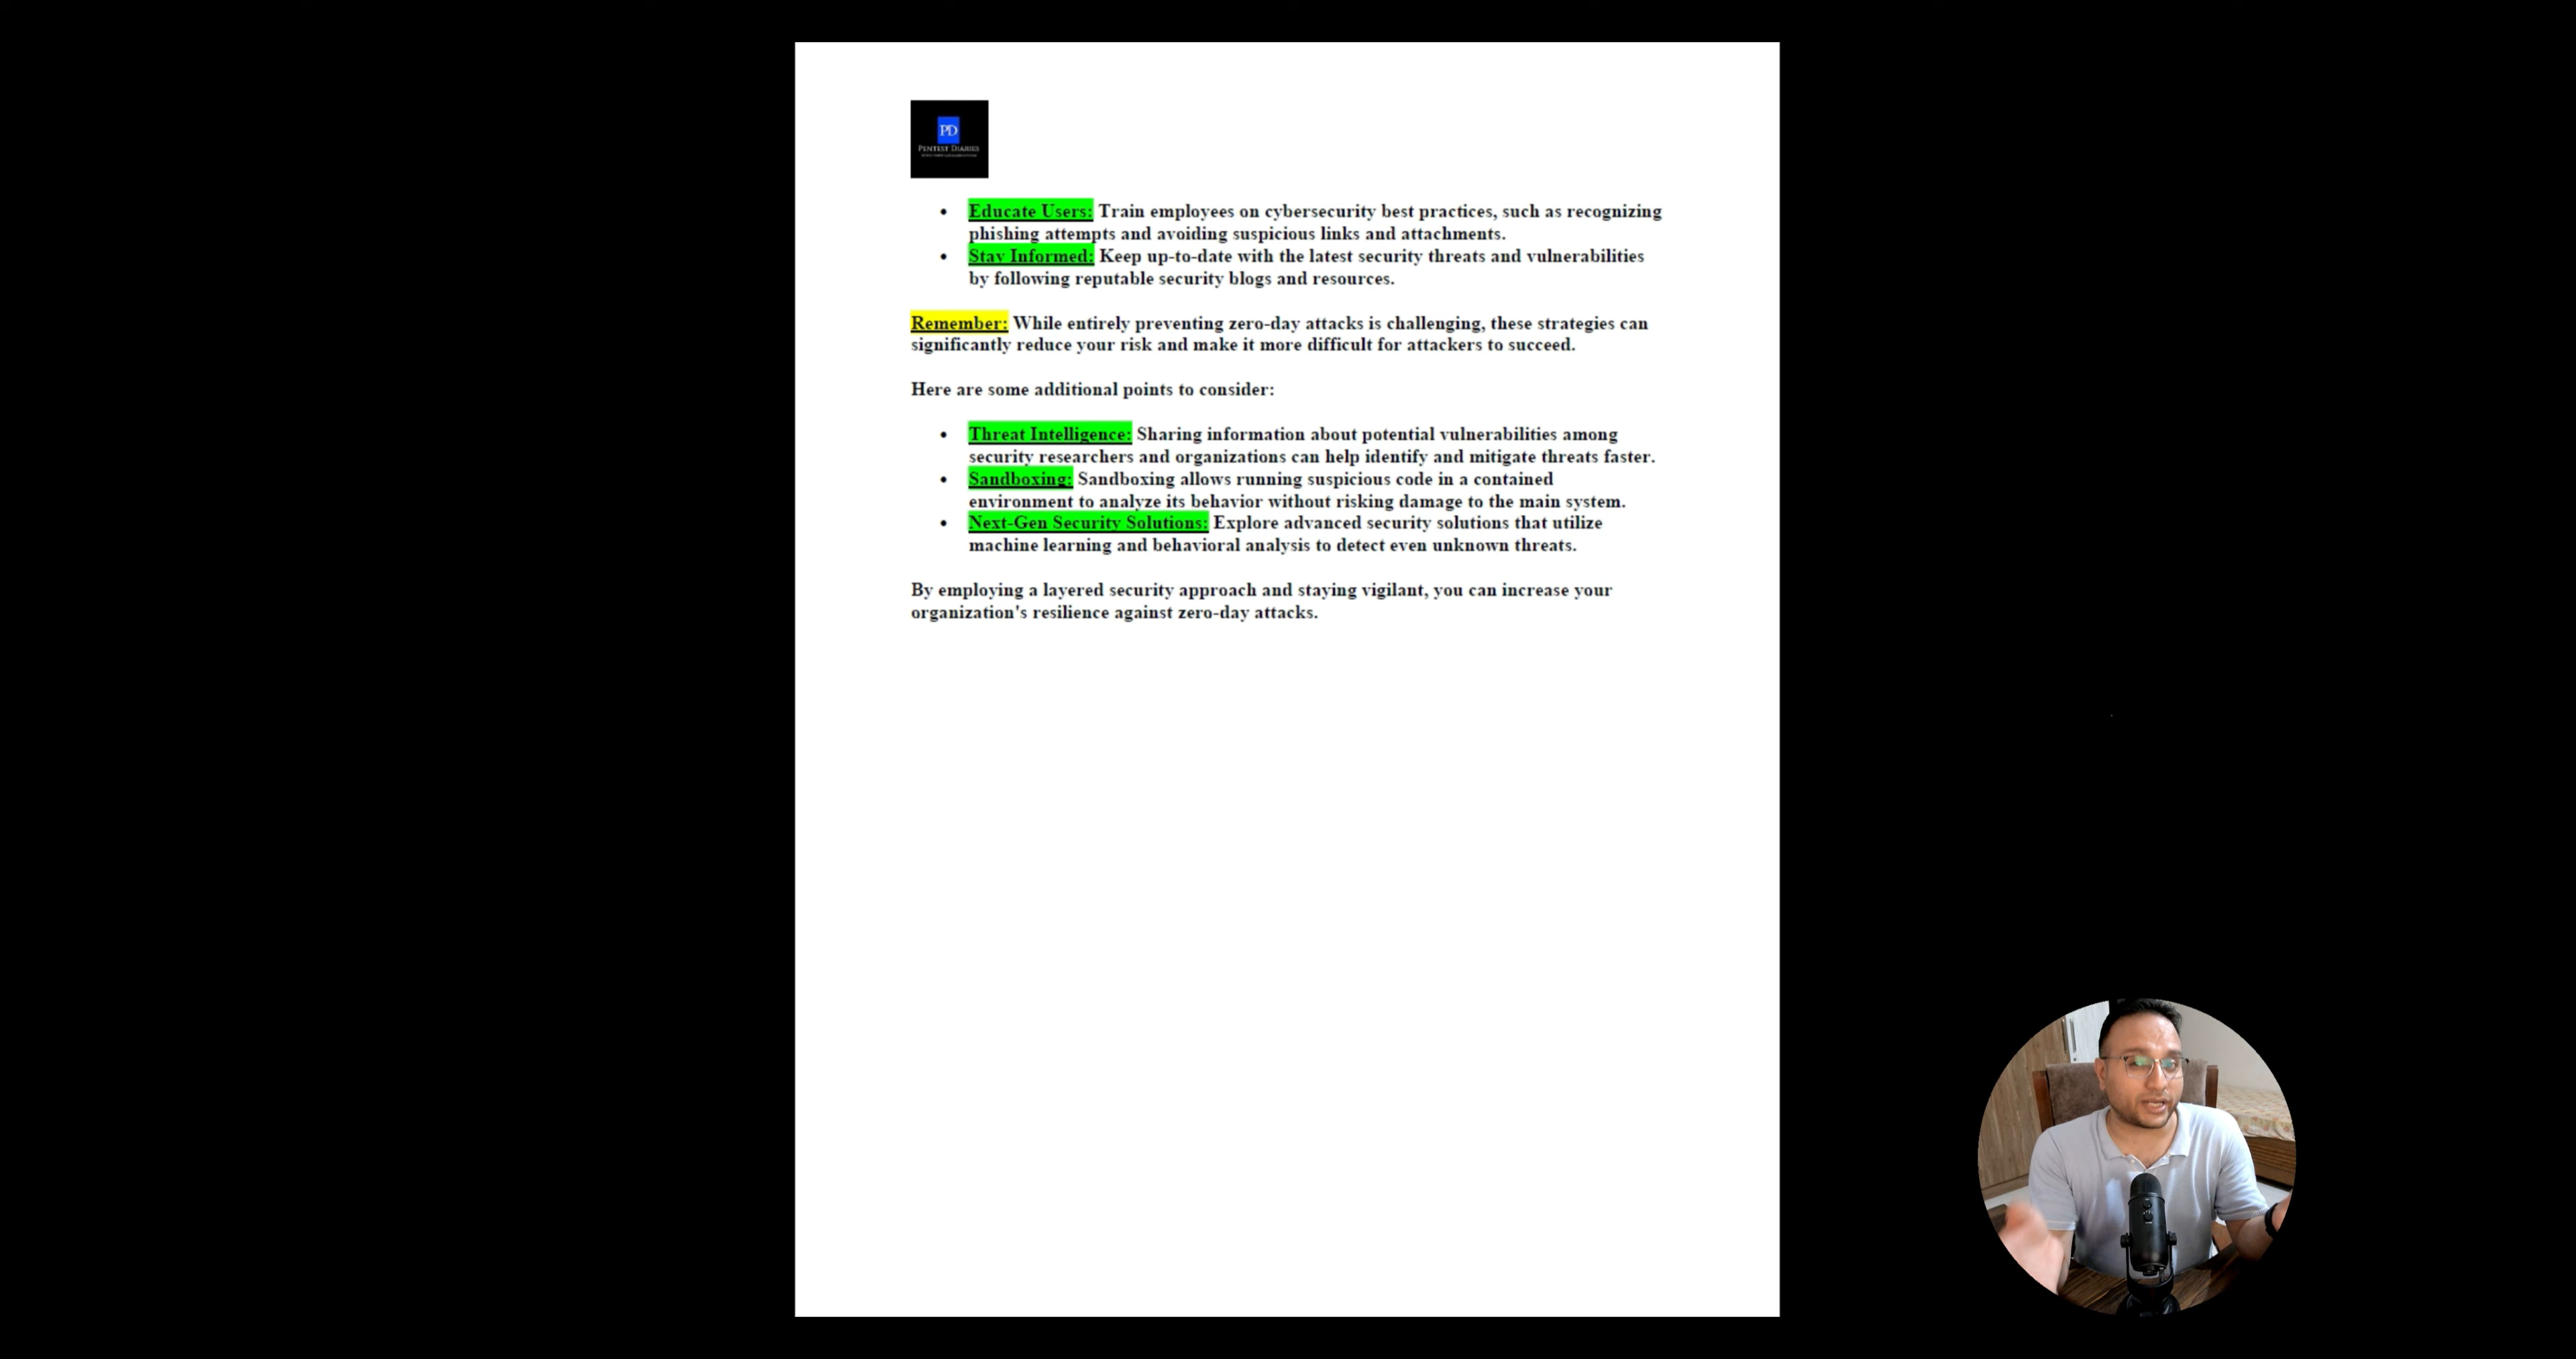 PD
PENTEST DIARIES
• Educate Users: Train employees on cybersecurity best practices, such as recognizing
phishing attempts and avoiding suspicious links and attachments.
• Stay Informed: Keep up-to-date with the latest security threats and vulnerabilities
by following reputable security blogs and resources.
Remember: While entirely preventing zero-day attacks is challenging, these strategies can
significantly reduce your risk and make it more difficult for attackers to succeed.
Here are some additional points to consider:
• Threat Intelligence: Sharing information about potential vulnerabilities among
security researchers and organizations can help identify and mitigate threats faster.
• Sandboxing: Sandboxing allows running suspicious code in a contained
environment to analyze its behavior without risking damage to the main system.
• Next-Gen Security Solutions: Explore advanced security solutions that utilize
machine learning and behavioral analysis to detect even unknown threats.
By employing a layered security approach and staying vigilant, you can increase your
organization's resilience against zero-day attacks.